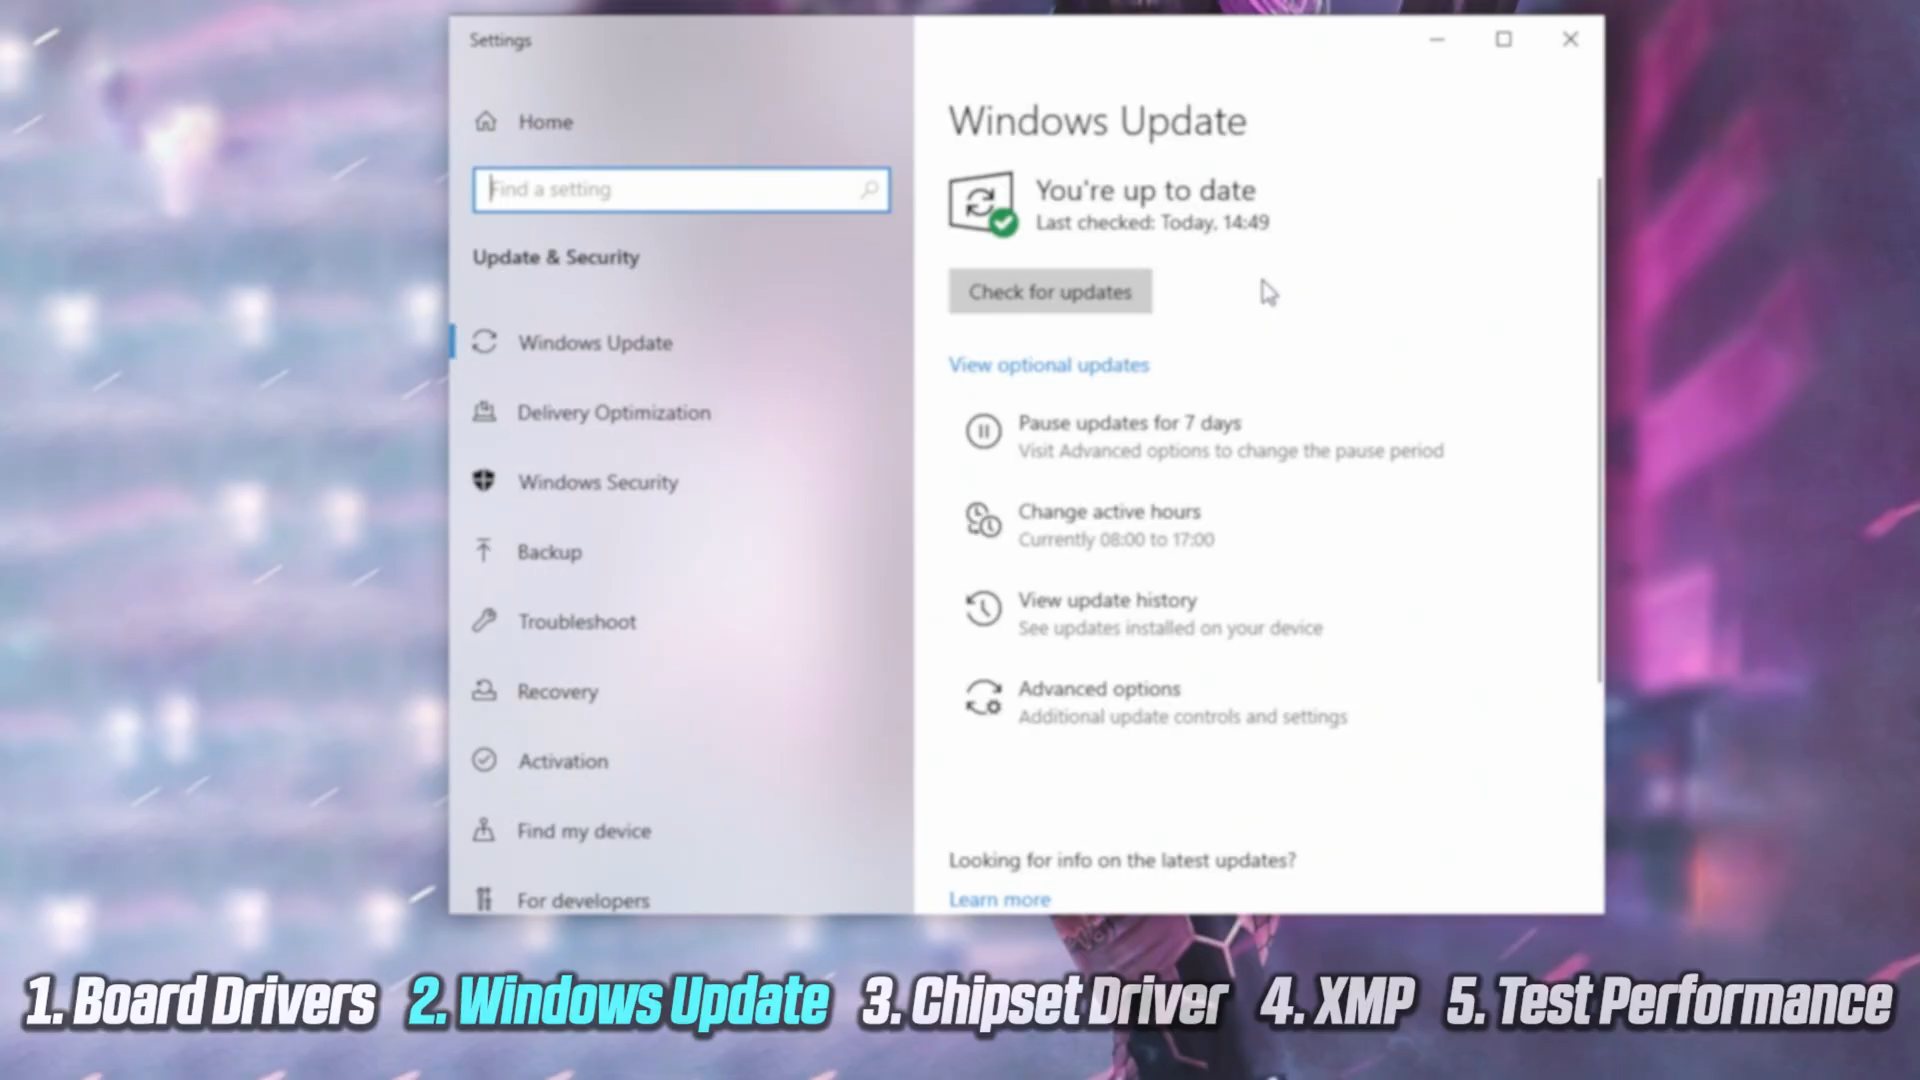 Settings
Home
Find a setting
Update & Security
Windows Update
Delivery Optimization
Windows Security
Backup
Troubleshoot
Recovery
Activation
Find my device
For developers
Windows Update
You're up to date
Last checked: Today, 14:49
Check for updates
View optional updates
Pause updates for 7 days
Visit Advanced options to change the pause period
Change active hours
Currently 08:00 to 17:00
View update history
See updates installed on your device
Advanced options
Additional update controls and settings
Looking for info on the latest updates?
Learn more
1. Board Drivers 2. Windows Update 3. Chipset Driver 4. XMP 5. Test Performance